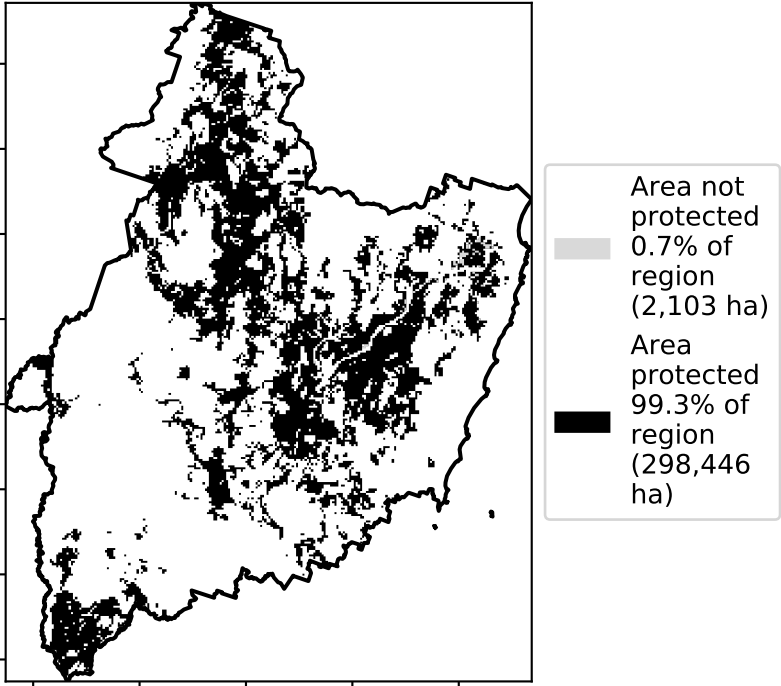 Area not
protected
0.7% of
region
(2,103 ha)
Area
protected
99.3% of
region
(298,446
ha)